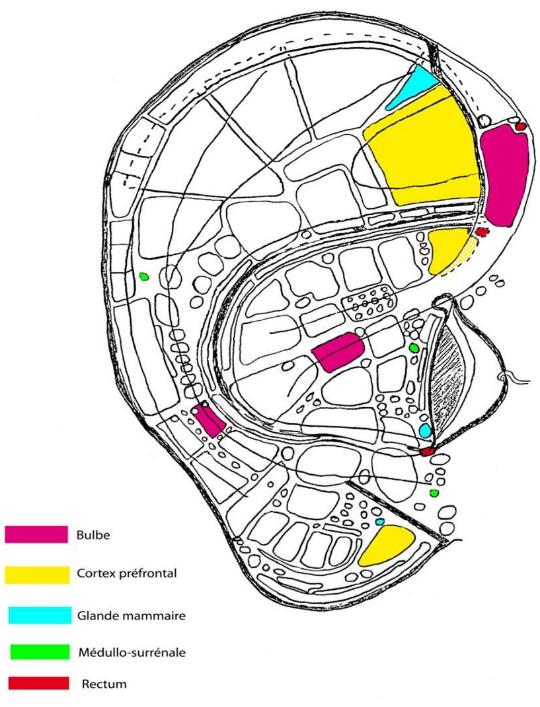 Bulbe
Cortex préfrontal
Glande mammaire
Médullo-surrénale
Rectum